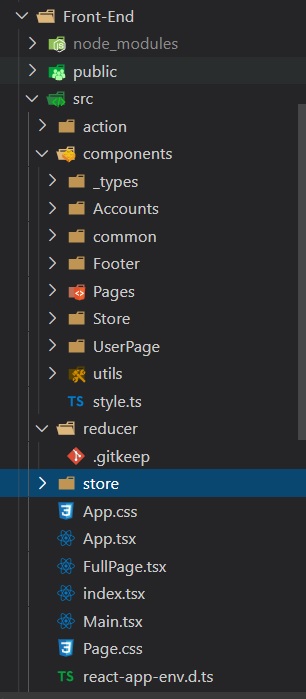 Front-End
node_modules
public
src
action
components
_types
Accounts
common
Footer
Pages
Store
UserPage
utils
TS style.ts
reducer
.gitkeep
store
App.css
App.tsx
FullPage.tsx
index.tsx
Main.tsx
Page.css
TS react-app-env.d.ts